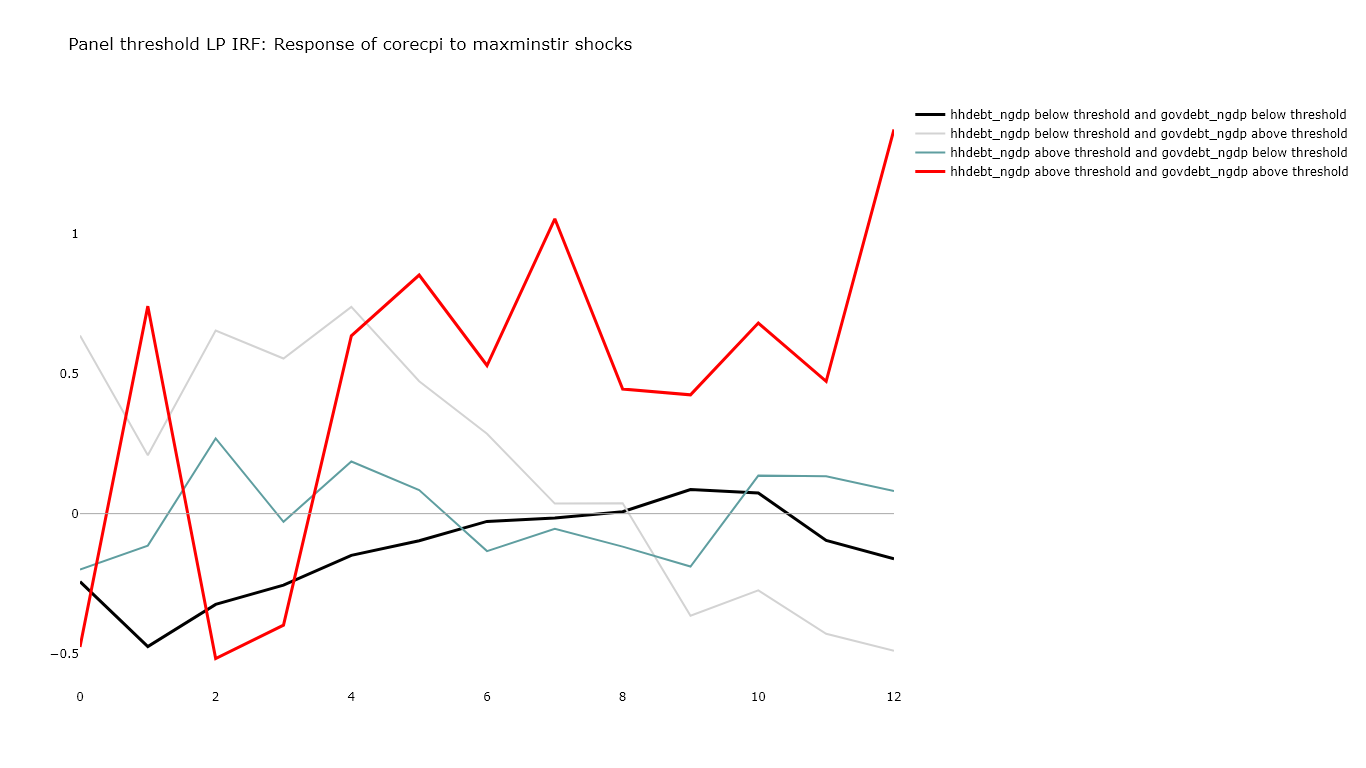 Panel threshold LP IRF: Response of corecpi to maxminstir shocks
hhdebt_ngdp below threshold and govdebt_ngdp below threshold
hhdebt_ngdp below threshold and govdebt_ngdp above threshold
hhdebt_ngdp above threshold and govdebt_ngdp below threshold
hhdebt_ngdp above threshold and govdebt_ngdp above threshold
1
0.5
0
−0.5
0 2 4 6 8 10 12